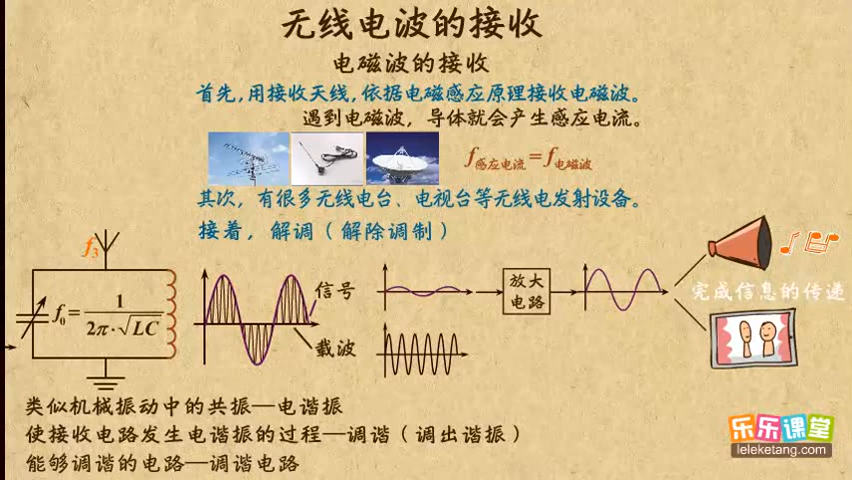 无线电波的接收
电磁波的接收
首先，用接收天线，依据电磁感应原理接收电磁波。
遇到电磁波，导体就会产生感应电流。
f感应电流=f电磁波
其次，有很多无线电台、电视台等无线电发射设备。
接着，解调（解除调制）
f3
f0=1/2π·√LC
信号
载波
放大
电路
完成信息的传递
类似机械振动中的共振—电谐振
使接收电路发生电谐振的过程—调谐（调出谐振）
能够调谐的电路—调谐电路
乐乐课堂
leleketang.com